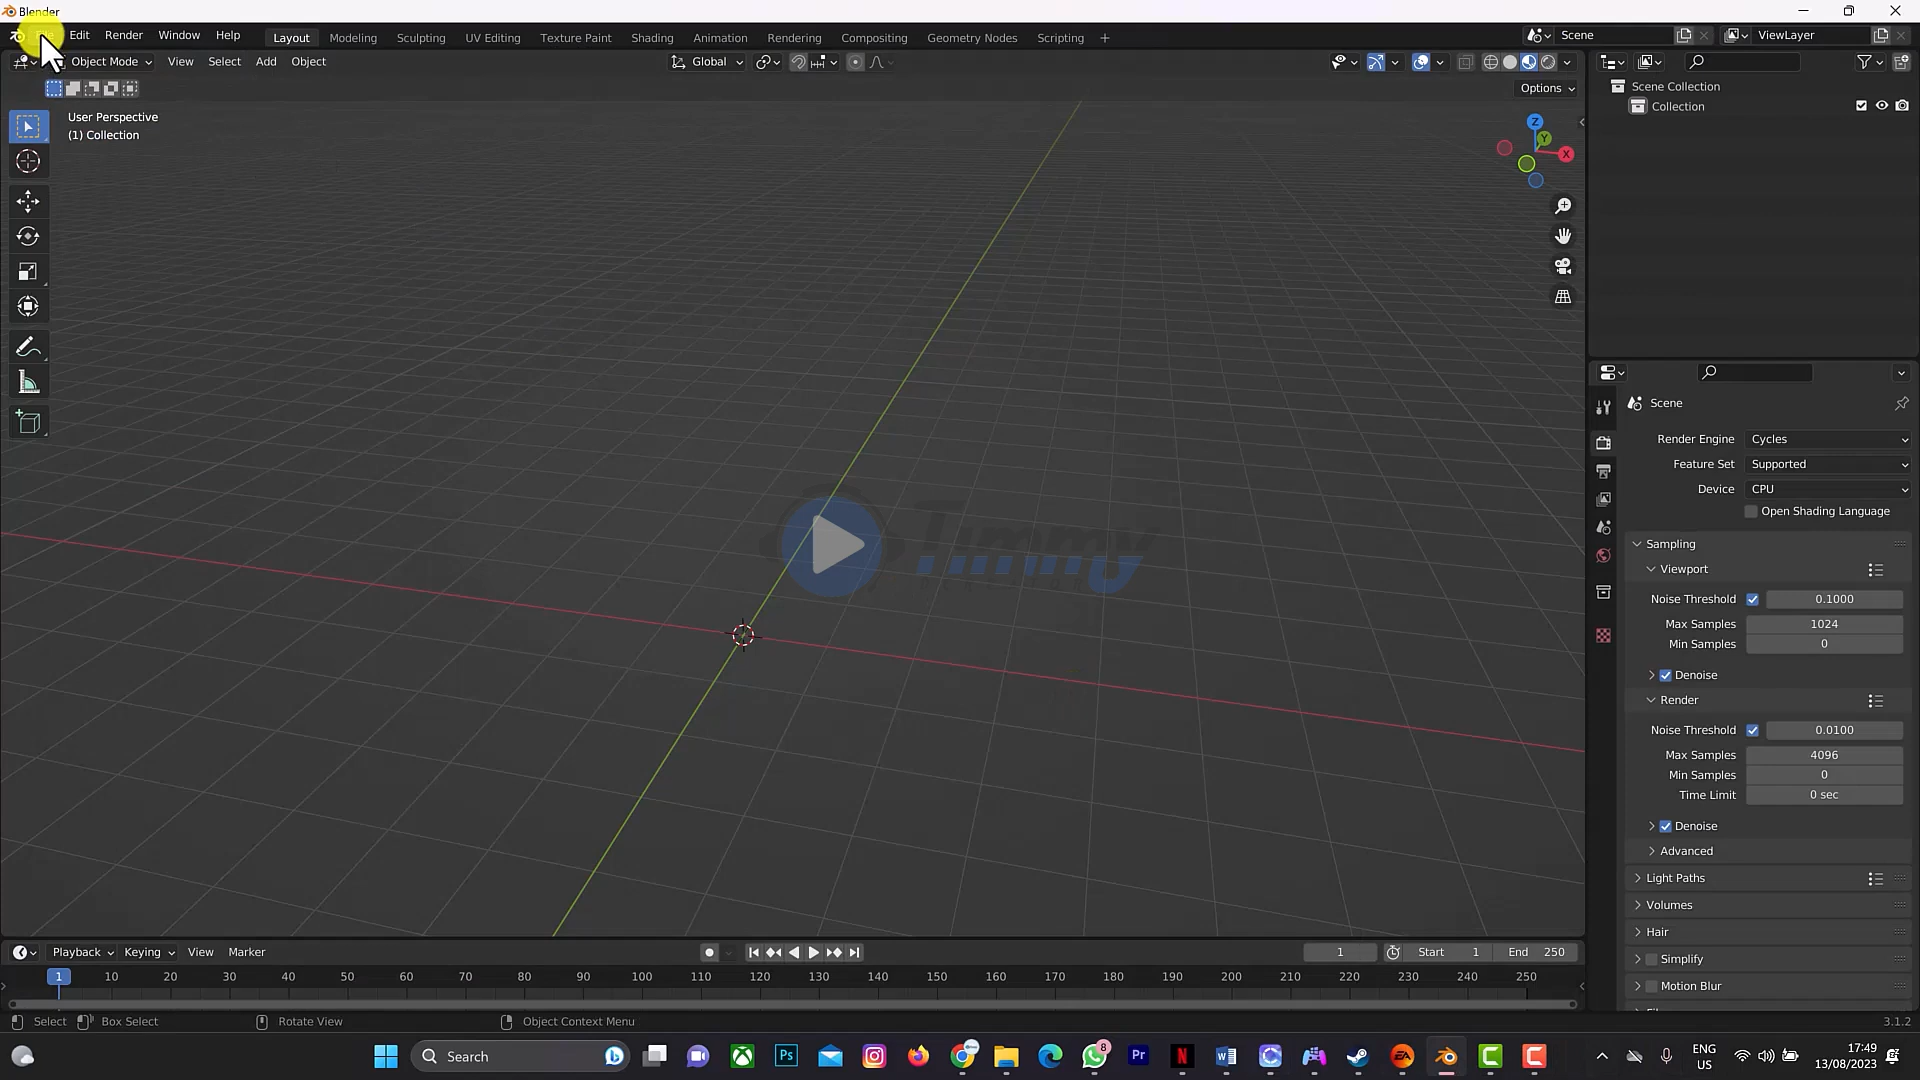 Blender
File Edit Render Window Help Layout Modeling Sculpting UV Editing Texture Paint Shading Animation Rendering Compositing Geometry Nodes Scripting + Scene ViewLayer
Object Mode View Select Add Object Global
Options
User Perspective
(1) Collection
Z
Y
X
Scene Collection
Collection
Scene
Render Engine Cycles
Feature Set Supported
Device CPU
Open Shading Language
Sampling
Viewport
Noise Threshold 0.1000
Max Samples 1024
Min Samples 0
Denoise
Render
Noise Threshold 0.0100
Max Samples 4096
Min Samples 0
Time Limit 0 sec
Denoise
Advanced
Light Paths
Volumes
Hair
Simplify
Motion Blur
Timmy
Playback Keying View Marker 1 Start 1 End 250
1 10 20 30 40 50 60 70 80 90 100 110 120 130 140 150 160 170 180 190 200 210 220 230 240 250
Select Box Select Rotate View Object Context Menu 3.1.2
Search Ps 8 Pr N W EA C C
ENG
US
17:49
13/08/2023